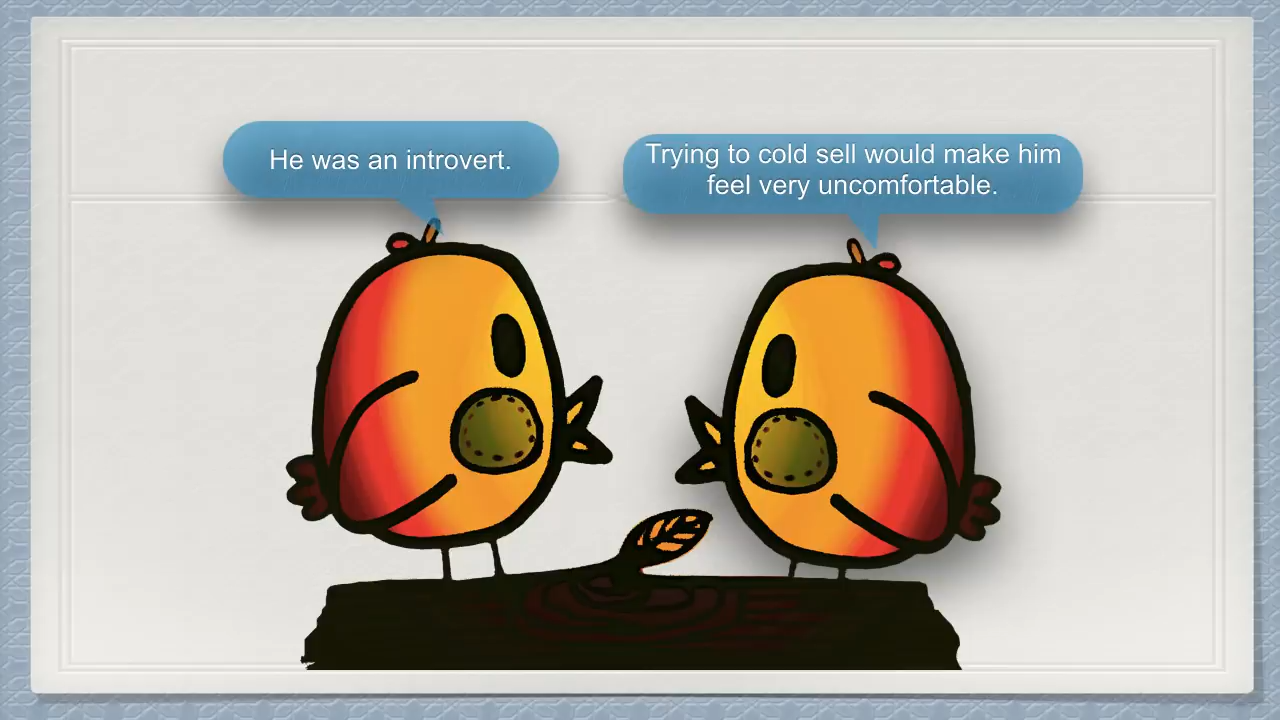 He was an introvert.
Trying to cold sell would make him
feel very uncomfortable.